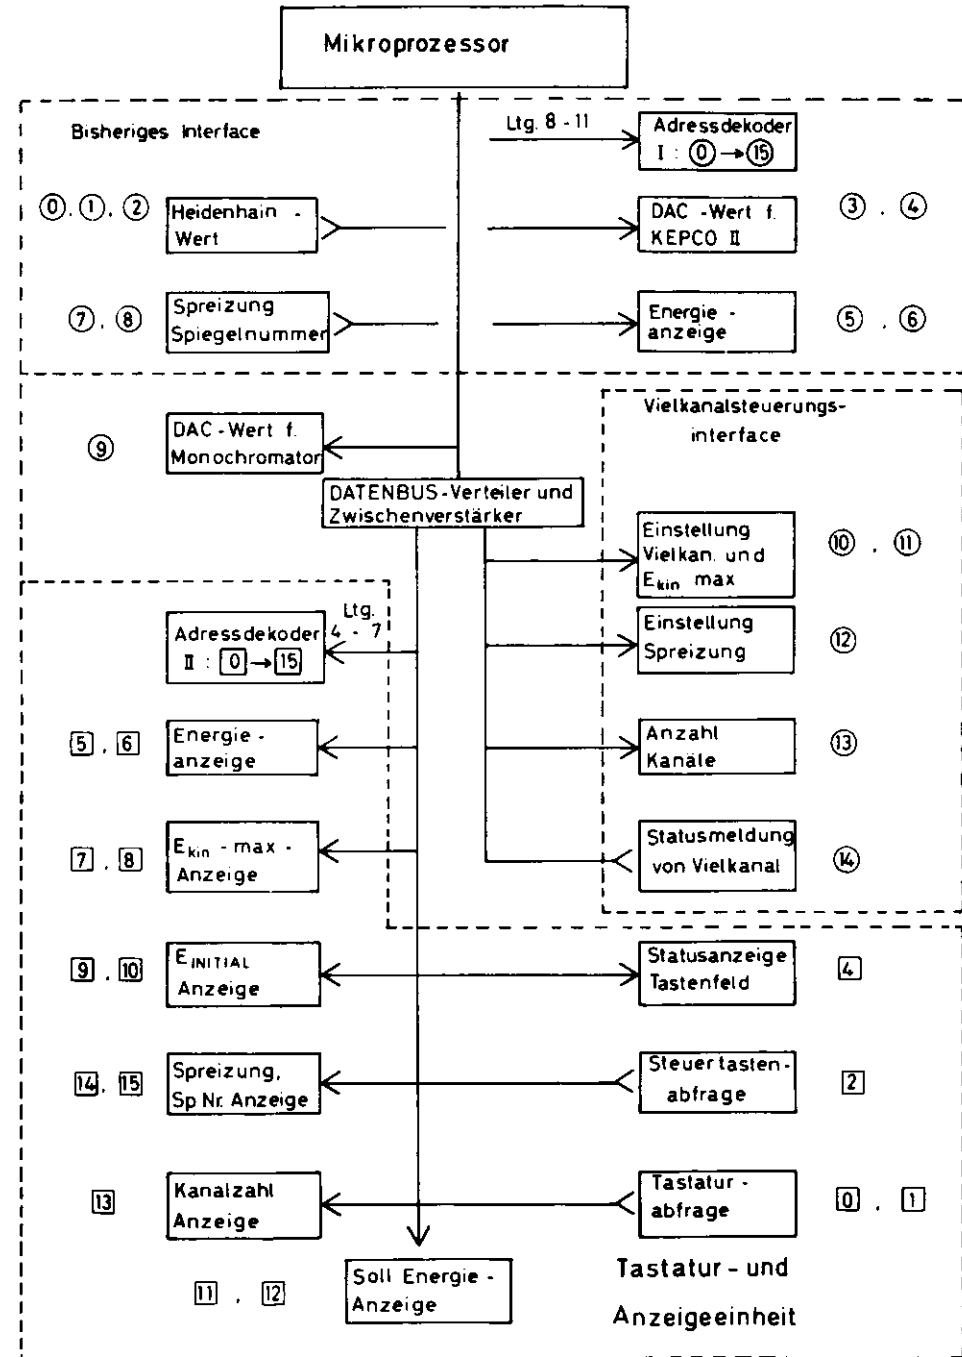 Mikroprozessor
Bisheriges Interface
Ltg. 8 - 11
Adressdekoder
I : ⓪ → ⑮
⓪ . ① . ②
Heidenhain -
Wert
DAC - Wert f.
KEPCO II
③ . ④
⑦ . ⑧
Spreizung
Spiegelnummer
Energie -
anzeige
⑤ . ⑥
⑨
DAC - Wert f.
Monochromator
Vielkanalsteuerungs-
interface
DATENBUS - Verteiler und
Zwischenverstärker
Einstellung
Vielkan. und
Ekin max
⑩ . ⑪
Ltg.
4 - 7
Adressdekoder
II : 0 → 15
Einstellung
Spreizung
⑫
5 . 6
Energie -
anzeige
Anzahl
Kanäle
⑬
7 . 8
Ekin - max -
Anzeige
Statusmeldung
von Vielkanal
⑭
9 . 10
EINITIAL
Anzeige
Statusanzeige
Tastenfeld
4
14 . 15
Spreizung,
Sp Nr. Anzeige
Steuertasten -
abfrage
2
13
Kanalzahl
Anzeige
Tastatur -
abfrage
0 . 1
11 . 12
Soll Energie -
Anzeige
Tastatur - und
Anzeigeeinheit